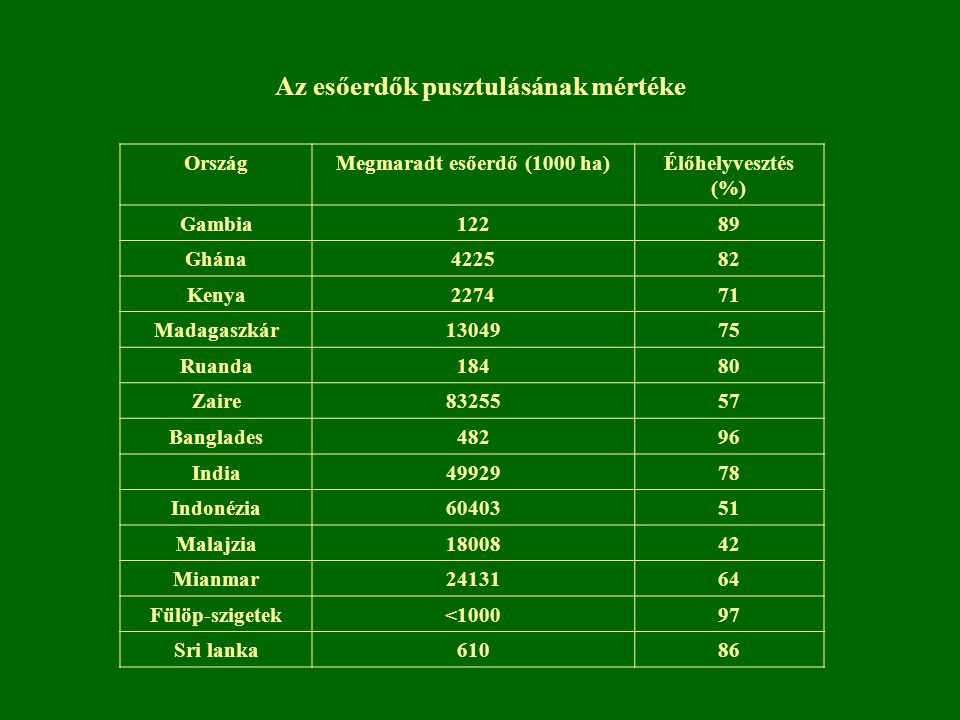 Az esőerdők pusztulásának mértéke
Ország Megmaradt esőerdő (1000 ha) Élőhelyvesztés
(%)
Gambia 122 89
Ghána 4225 82
Kenya 2274 71
Madagaszkár 13049 75
Ruanda 184 80
Zaire 83255 57
Banglades 482 96
India 49929 78
Indonézia 60403 51
Malajzia 18008 42
Mianmar 24131 64
Fülöp-szigetek <1000 97
Sri lanka 610 86